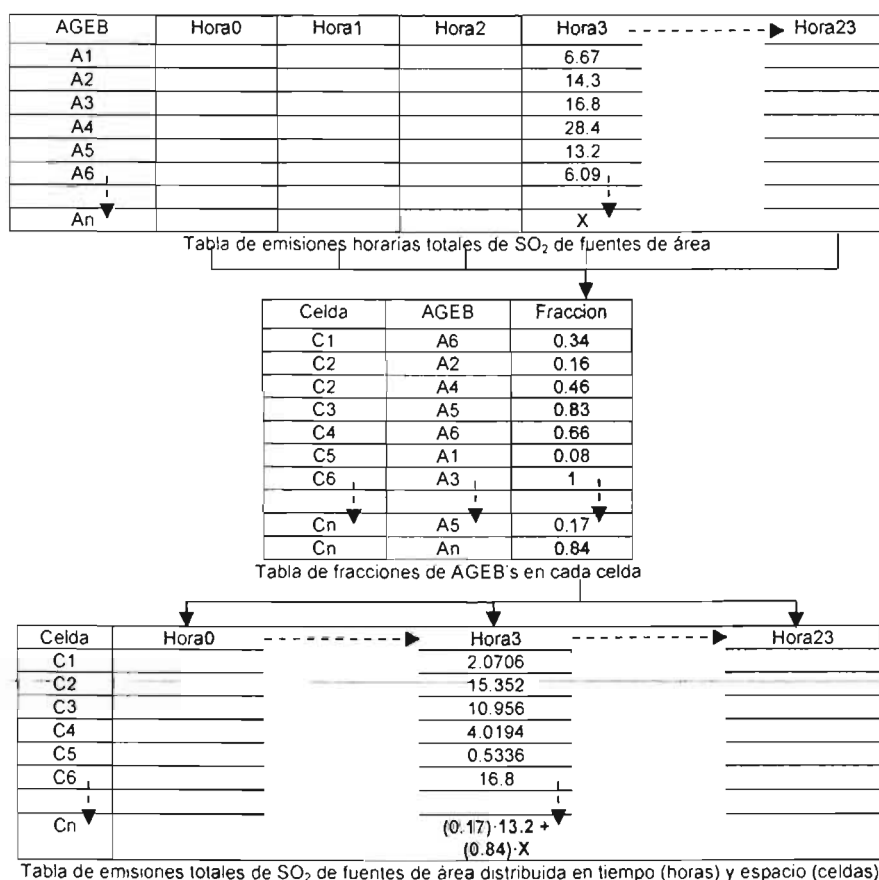 AGEB Hora0 Hora1 Hora2 Hora3 Hora23
A1 6.67
A2 14.3
A3 16.8
A4 28.4
A5 13.2
A6 6.09
An X
Tabla de emisiones horarias totales de SO₂ de fuentes de área
Celda AGEB Fraccion
C1 A6 0.34
C2 A2 0.16
C2 A4 0.46
C3 A5 0.83
C4 A6 0.66
C5 A1 0.08
C6 A3 1
Cn A5 0.17
Cn An 0.84
Tabla de fracciones de AGEB's en cada celda
Celda Hora0 Hora3 Hora23
C1 2.0706
C2 15.352
C3 10.956
C4 4.0194
C5 0.5336
C6 16.8
Cn (0.17)·13.2 +
(0.84)·X
Tabla de emisiones totales de SO₂ de fuentes de área distribuida en tiempo (horas) y espacio (celdas)